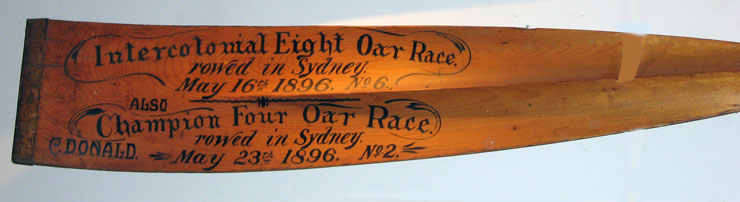 Intercolonial Eight Oar Race.
rowed in Sydney.
May 16th 1896. No 6.
ALSO
Champion Four Oar Race.
rowed in Sydney.
C. DONALD. May 23rd 1896. No 2.